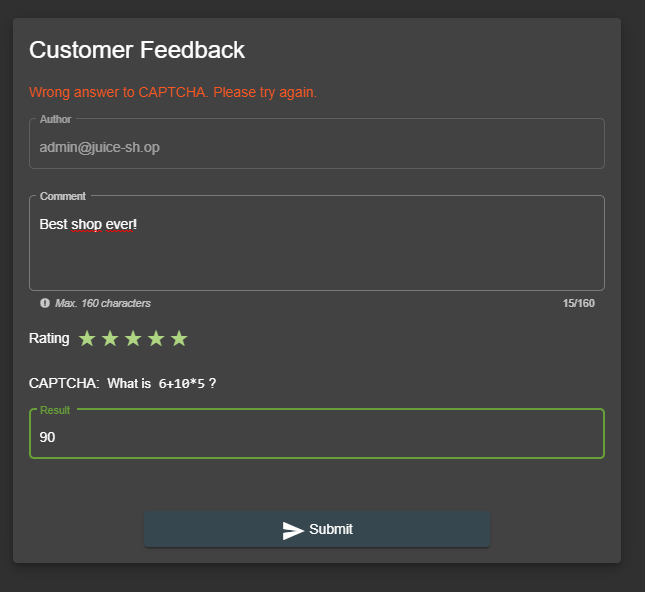 Customer Feedback
Wrong answer to CAPTCHA. Please try again.
Author
admin@juice-sh.op
Comment
Best shop ever!
Max. 160 characters 15/160
Rating
CAPTCHA: What is 6+10*5 ?
Result
90
Submit